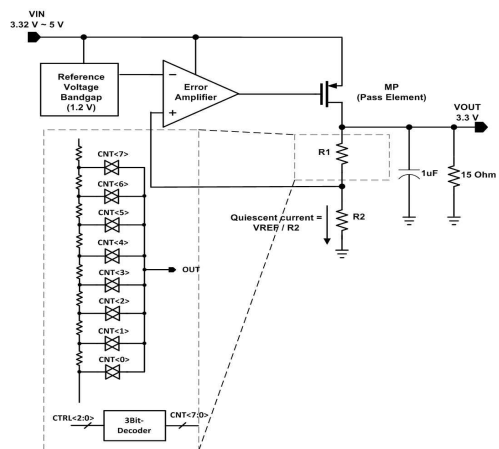 VIN
3.32 V ~ 5 V
Reference
Voltage
Bandgap
(1.2 V)
−
+
Error
Amplifier
MP
(Pass Element)
VOUT
3.3 V
R1
1uF
15 Ohm
Quiescent current =
VREF / R2
R2
CNT<7>
CNT<6>
CNT<5>
CNT<4>
CNT<3>
CNT<2>
CNT<1>
CNT<0>
OUT
CTRL<2:0>
3Bit-
Decoder
CNT<7:0>